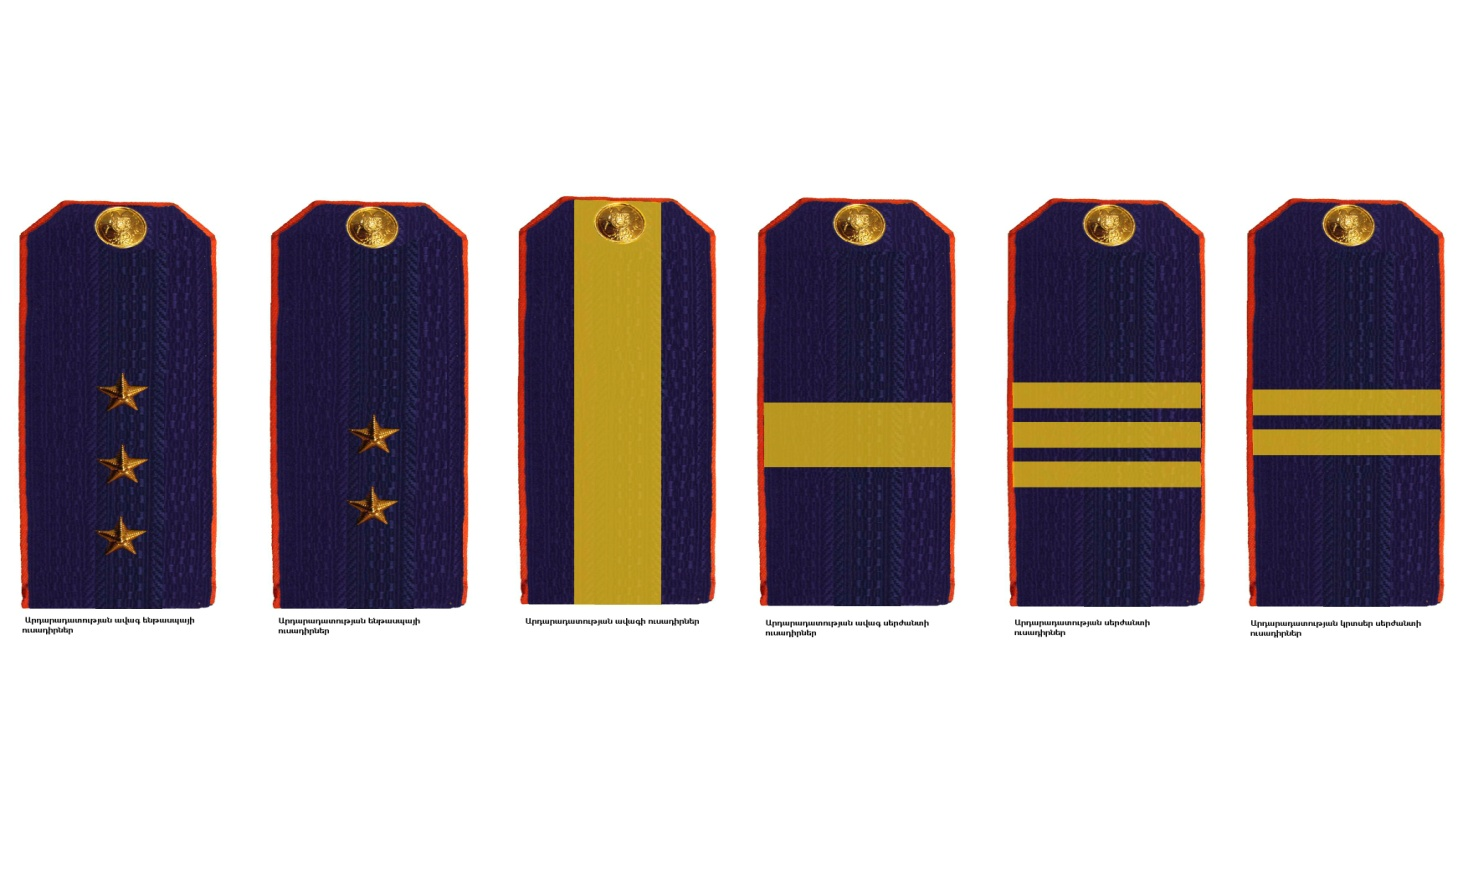 Արդարադատության ավագ ենթասպայի
ուսադիրներ
Արդարադատության ենթասպայի
ուսադիրներ
Արդարադատության ավագի ուսադիրներ
Արդարադատության ավագ սերժանտի
ուսադիրներ
Արդարադատության սերժանտի
ուսադիրներ
Արդարադատության կրտսեր սերժանտի
ուսադիրներ